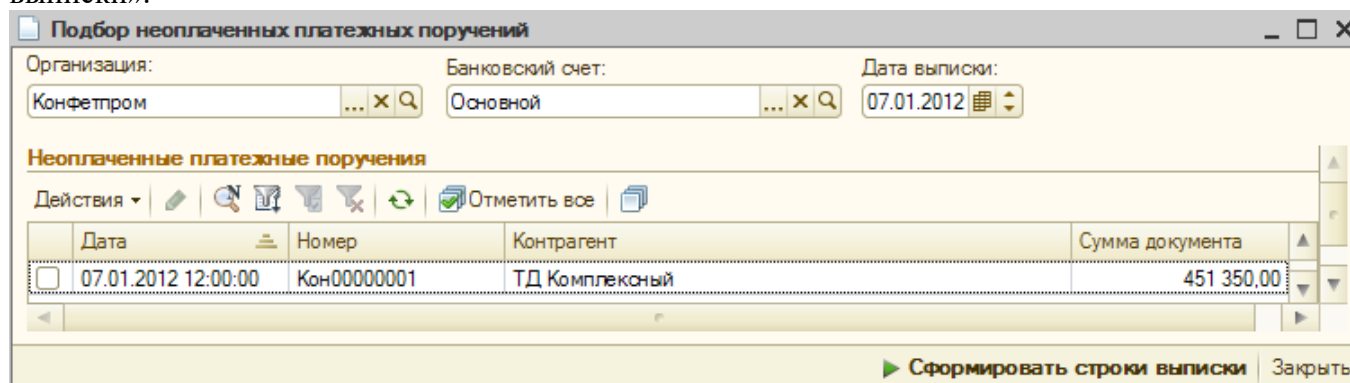 выписки».
Подбор неоплаченных платежных поручений
Организация: Банковский счет: Дата выписки:
Конфетпром ... Основной ... 07.01.2012
Неоплаченные платежные поручения
Действия Отметить все
Дата Номер Контрагент Сумма документа
07.01.2012 12:00:00 Кон00000001 ТД Комплексный 451 350,00
Сформировать строки выписки Закрыть